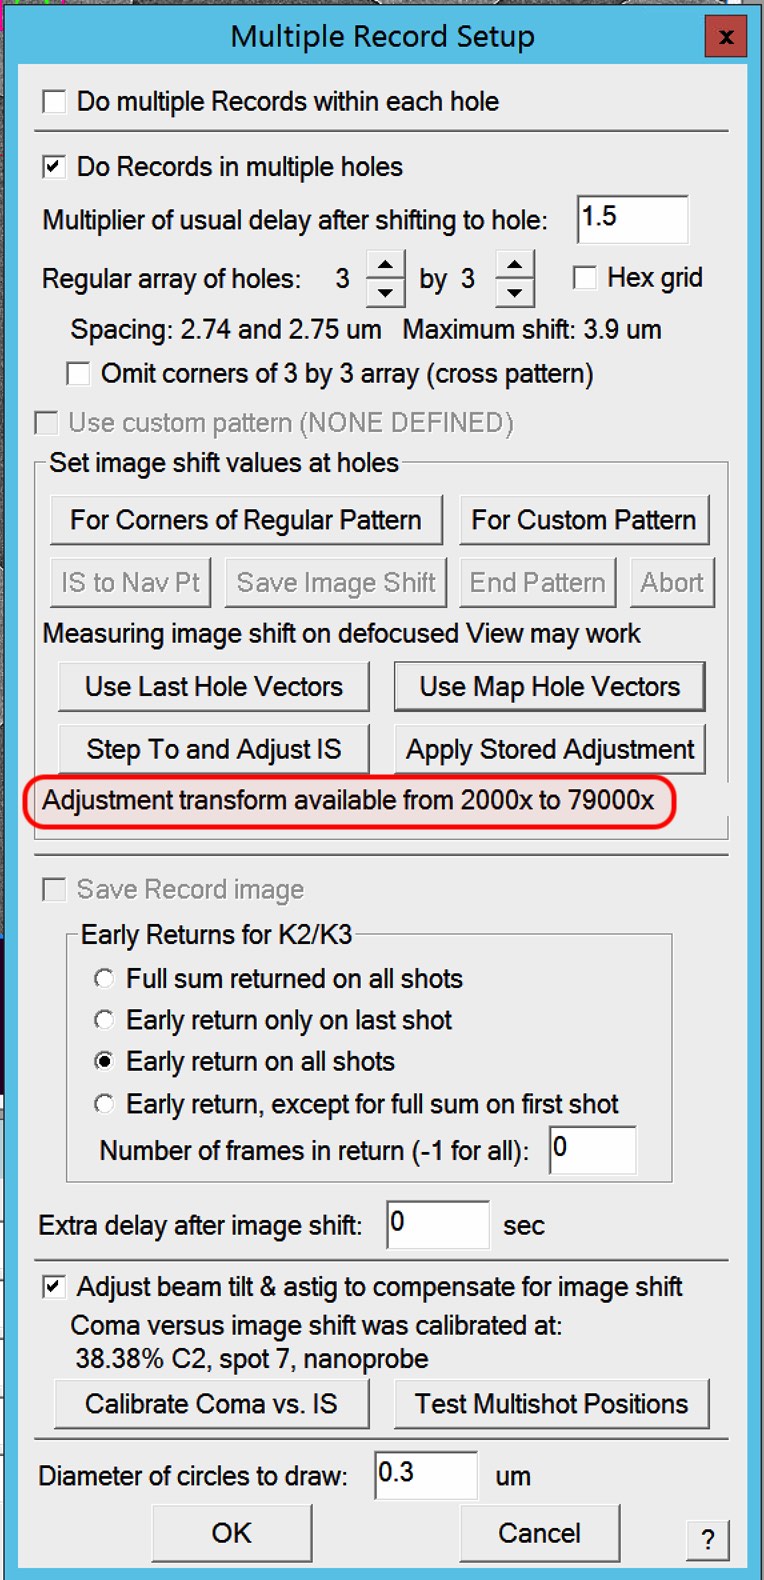 Multiple Record Setup x
Do multiple Records within each hole
Do Records in multiple holes
Multiplier of usual delay after shifting to hole: 1.5
Regular array of holes: 3 by 3 Hex grid
Spacing: 2.74 and 2.75 um Maximum shift: 3.9 um
Omit corners of 3 by 3 array (cross pattern)
Use custom pattern (NONE DEFINED)
Set image shift values at holes
For Corners of Regular Pattern For Custom Pattern
IS to Nav Pt Save Image Shift End Pattern Abort
Measuring image shift on defocused View may work
Use Last Hole Vectors Use Map Hole Vectors
Step To and Adjust IS Apply Stored Adjustment
Adjustment transform available from 2000x to 79000x
Save Record image
Early Returns for K2/K3
Full sum returned on all shots
Early return only on last shot
Early return on all shots
Early return, except for full sum on first shot
Number of frames in return (-1 for all): 0
Extra delay after image shift: 0 sec
Adjust beam tilt & astig to compensate for image shift
Coma versus image shift was calibrated at:
38.38% C2, spot 7, nanoprobe
Calibrate Coma vs. IS Test Multishot Positions
Diameter of circles to draw: 0.3 um
OK Cancel ?